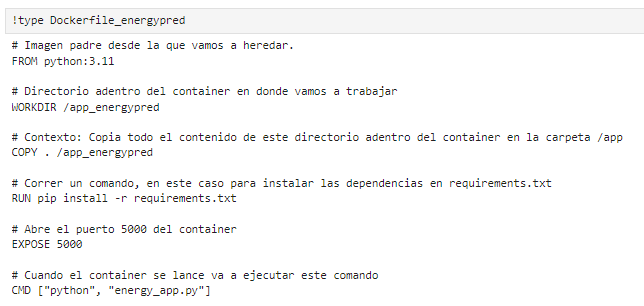 !type Dockerfile_energypred
# Imagen padre desde la que vamos a heredar.
FROM python:3.11
# Directorio adentro del container en donde vamos a trabajar
WORKDIR /app_energypred
# Contexto: Copia todo el contenido de este directorio adentro del container en la carpeta /app
COPY . /app_energypred
# Correr un comando, en este caso para instalar las dependencias en requirements.txt
RUN pip install -r requirements.txt
# Abre el puerto 5000 del container
EXPOSE 5000
# Cuando el container se lance va a ejecutar este comando
CMD ["python", "energy_app.py"]